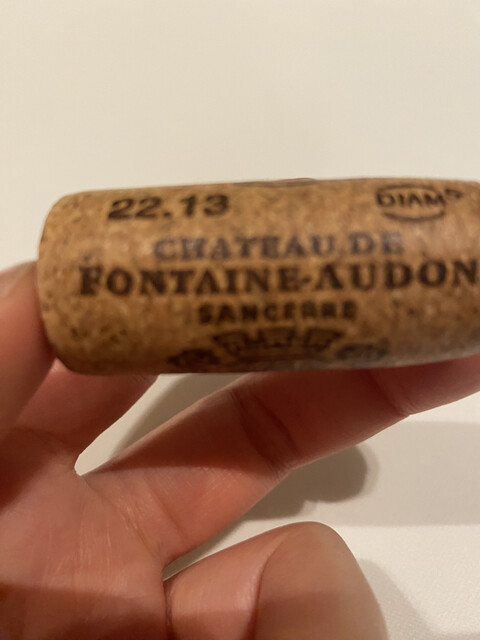 22.13 DIAM
CHATEAU DE
FONTAINE-AUDON
SANCERRE